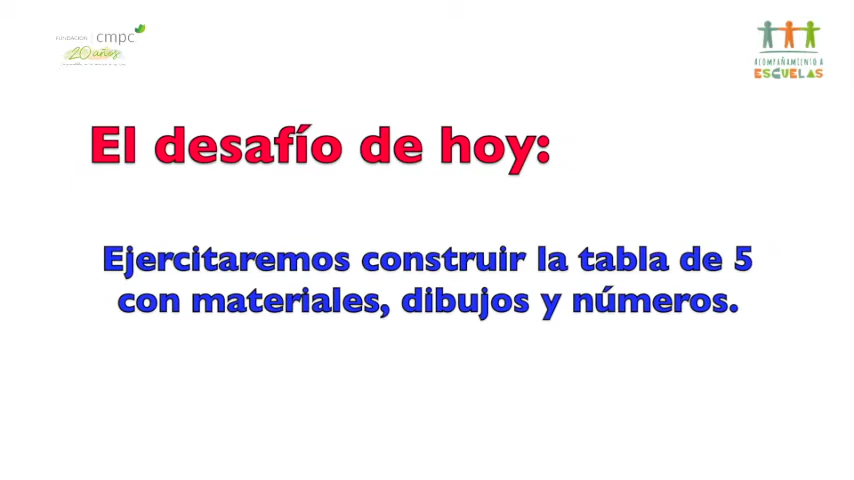 FUNDACIÓN cmpc
20 años
ACOMPAÑAMIENTO A
ESCUELAS
El desafío de hoy:
Ejercitaremos construir la tabla de 5
con materiales, dibujos y números.